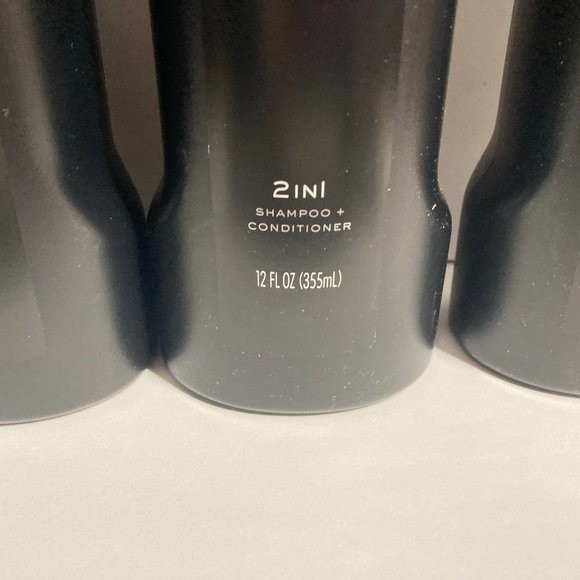 2IN1
SHAMPOO +
CONDITIONER
12 FL OZ (355mL)